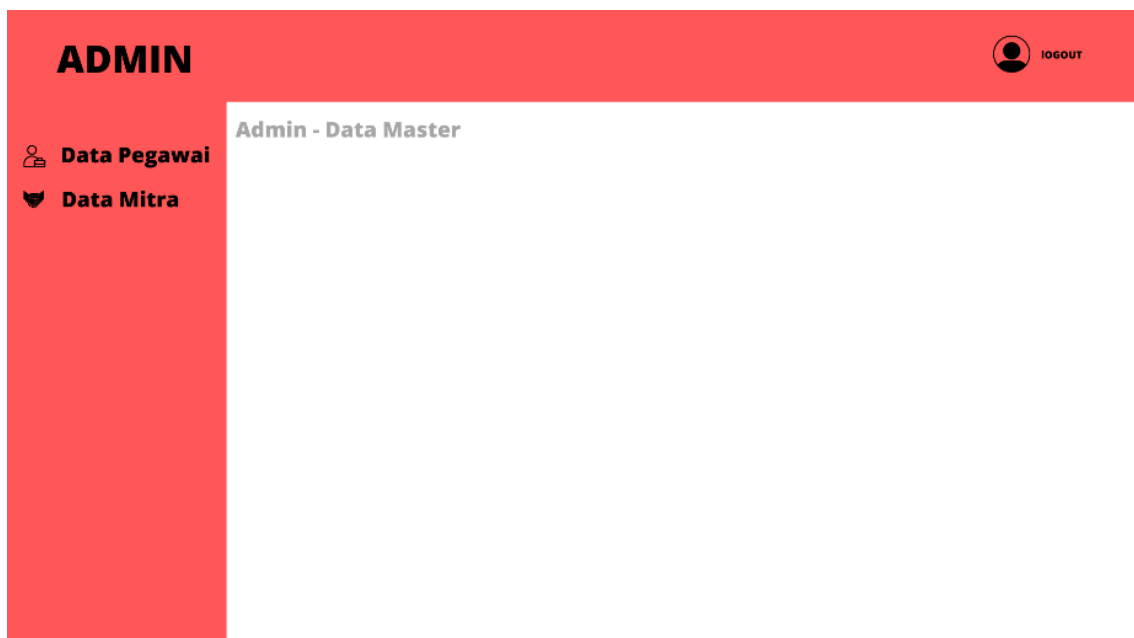 ADMIN
lOGOUT
Admin - Data Master
Data Pegawai
Data Mitra